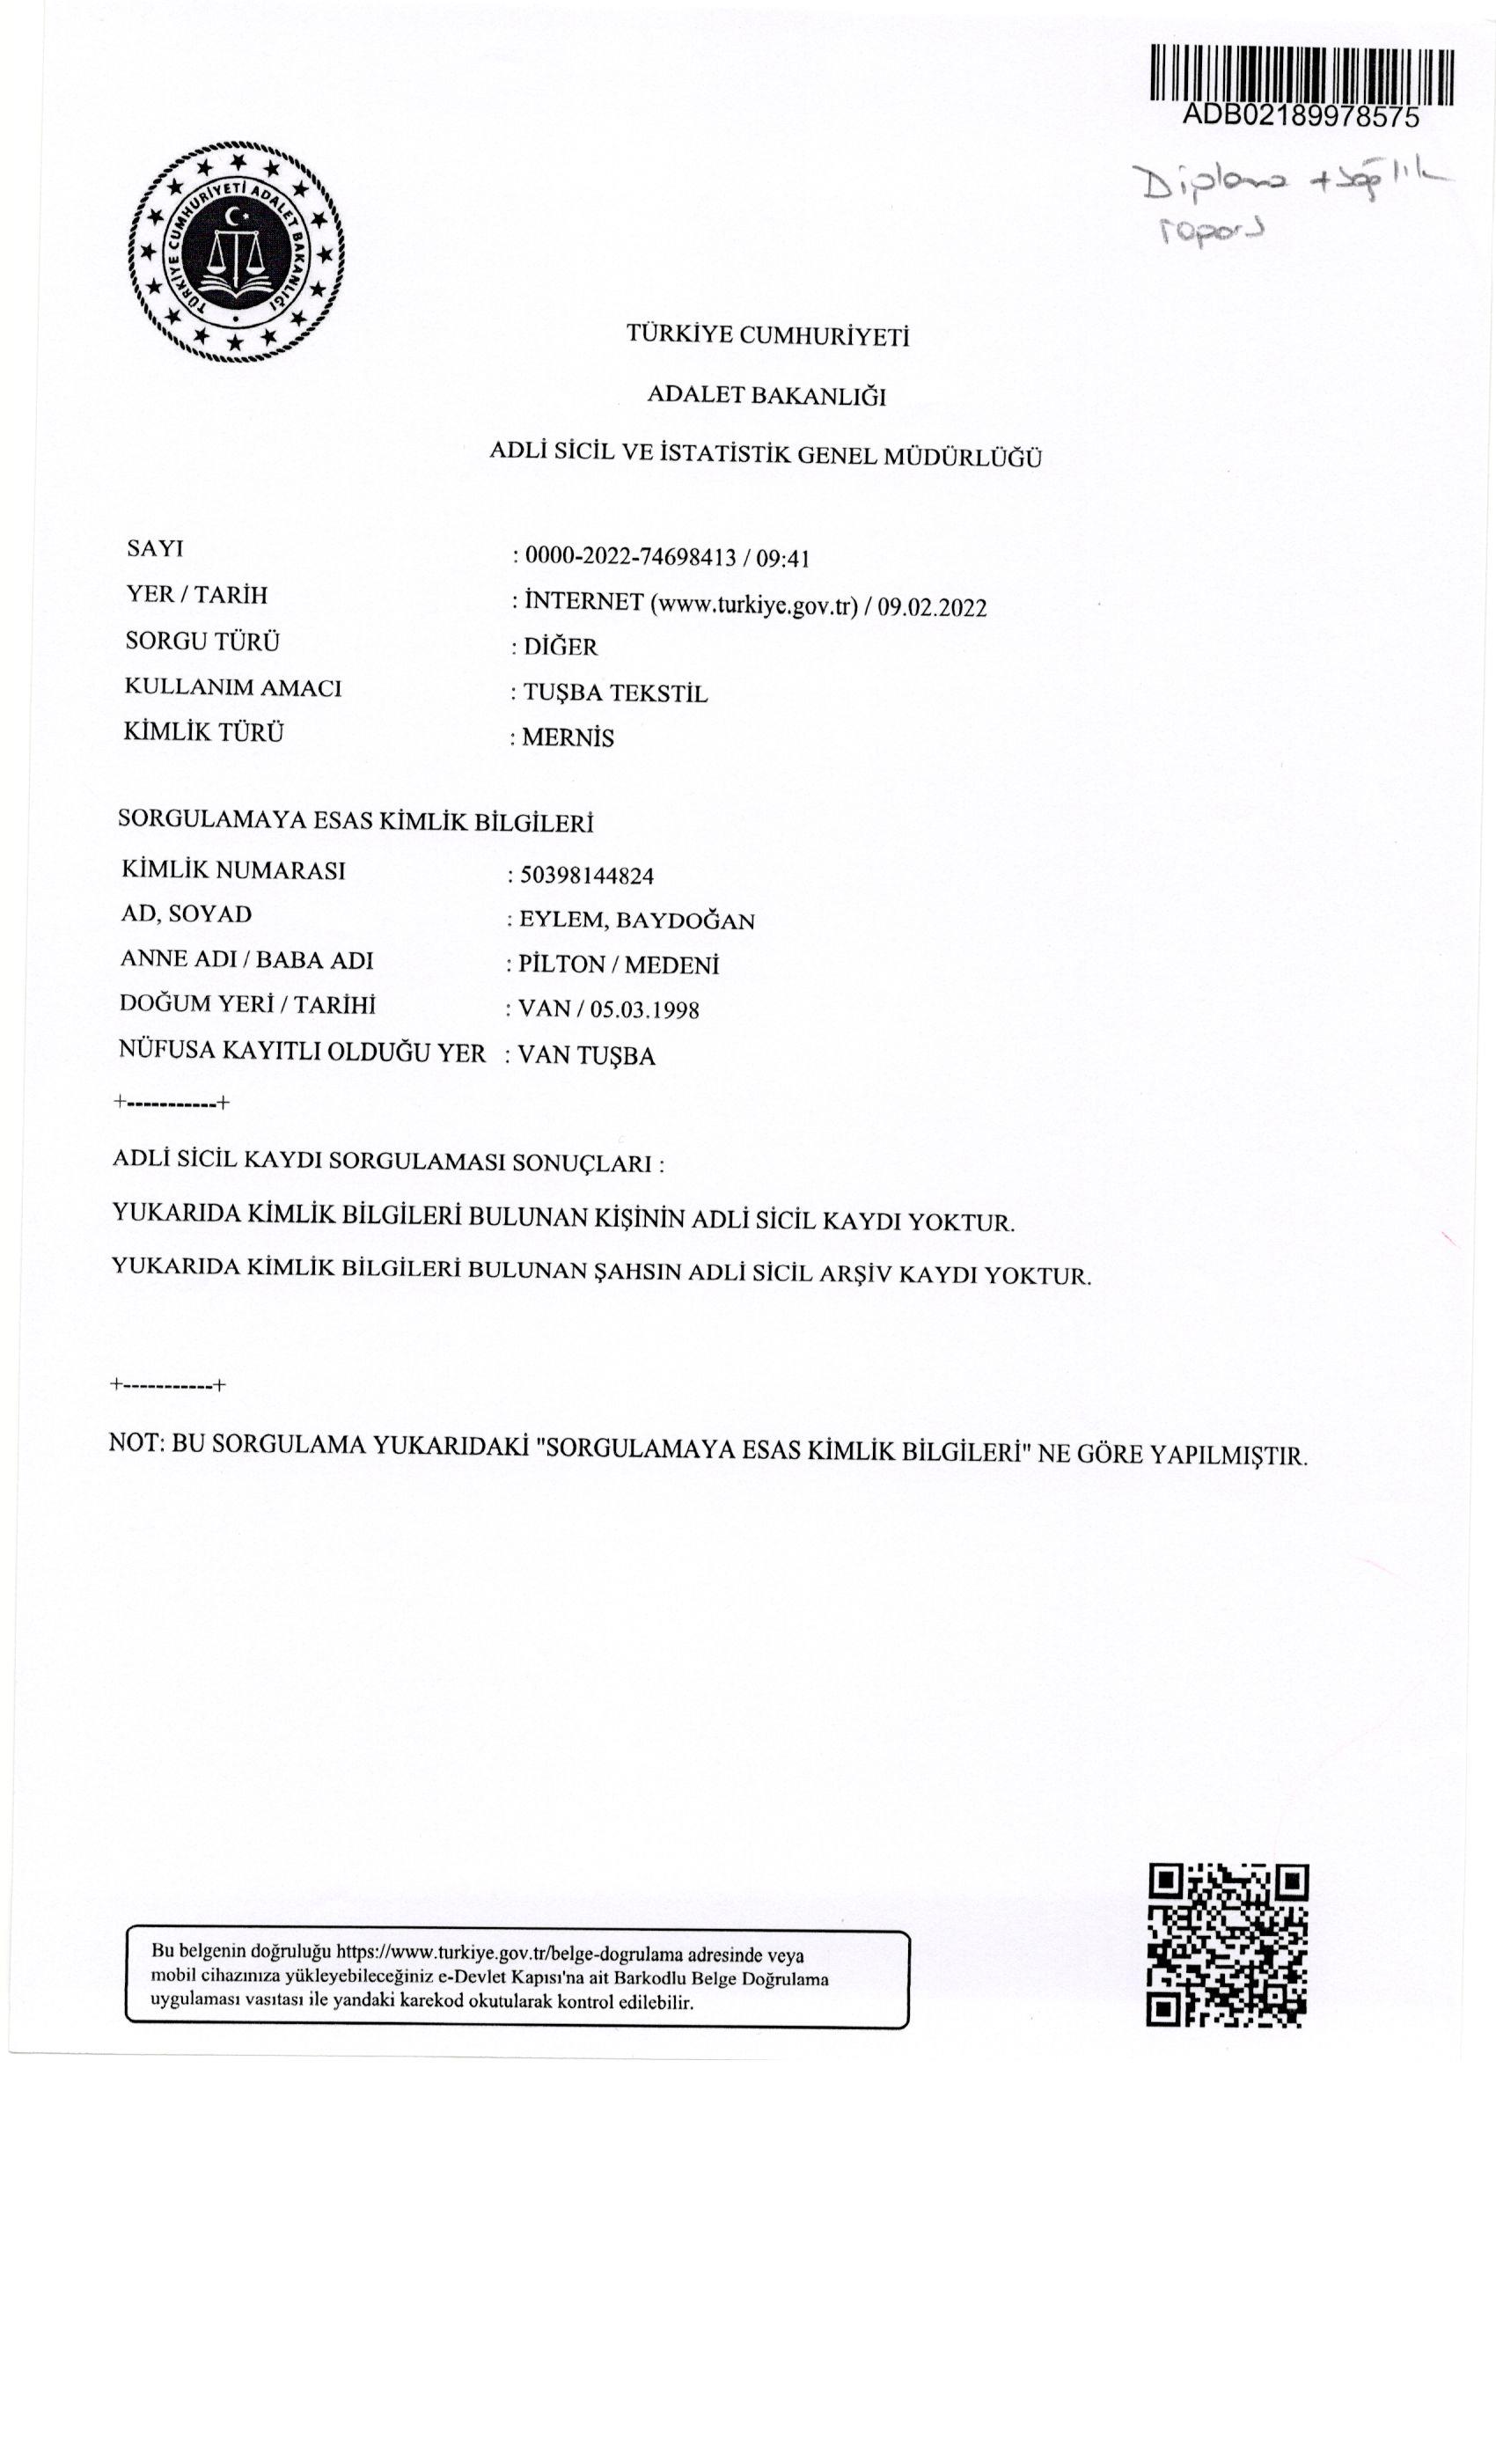 ADB02189978575
Diploma + sağlık
raporu
TÜRKİYE CUMHURİYETİ ADALET BAKANLIĞI
TÜRKİYE CUMHURİYETİ
ADALET BAKANLIĞI
ADLİ SİCİL VE İSTATİSTİK GENEL MÜDÜRLÜĞÜ
SAYI : 0000-2022-74698413 / 09:41
YER / TARİH : İNTERNET (www.turkiye.gov.tr) / 09.02.2022
SORGU TÜRÜ : DİĞER
KULLANIM AMACI : TUŞBA TEKSTİL
KİMLİK TÜRÜ : MERNİS
SORGULAMAYA ESAS KİMLİK BİLGİLERİ
KİMLİK NUMARASI : 50398144824
AD, SOYAD : EYLEM, BAYDOĞAN
ANNE ADI / BABA ADI : PİLTON / MEDENİ
DOĞUM YERİ / TARİHİ : VAN / 05.03.1998
NÜFUSA KAYITLI OLDUĞU YER : VAN TUŞBA
+-----------+
ADLİ SİCİL KAYDI SORGULAMASI SONUÇLARI :
YUKARIDA KİMLİK BİLGİLERİ BULUNAN KİŞİNİN ADLİ SİCİL KAYDI YOKTUR.
YUKARIDA KİMLİK BİLGİLERİ BULUNAN ŞAHSIN ADLİ SİCİL ARŞİV KAYDI YOKTUR.
+-----------+
NOT: BU SORGULAMA YUKARIDAKİ "SORGULAMAYA ESAS KİMLİK BİLGİLERİ" NE GÖRE YAPILMIŞTIR.
Bu belgenin doğruluğu https://www.turkiye.gov.tr/belge-dogrulama adresinde veya
mobil cihazınıza yükleyebileceğiniz e-Devlet Kapısı'na ait Barkodlu Belge Doğrulama
uygulaması vasıtası ile yandaki karekod okutularak kontrol edilebilir.